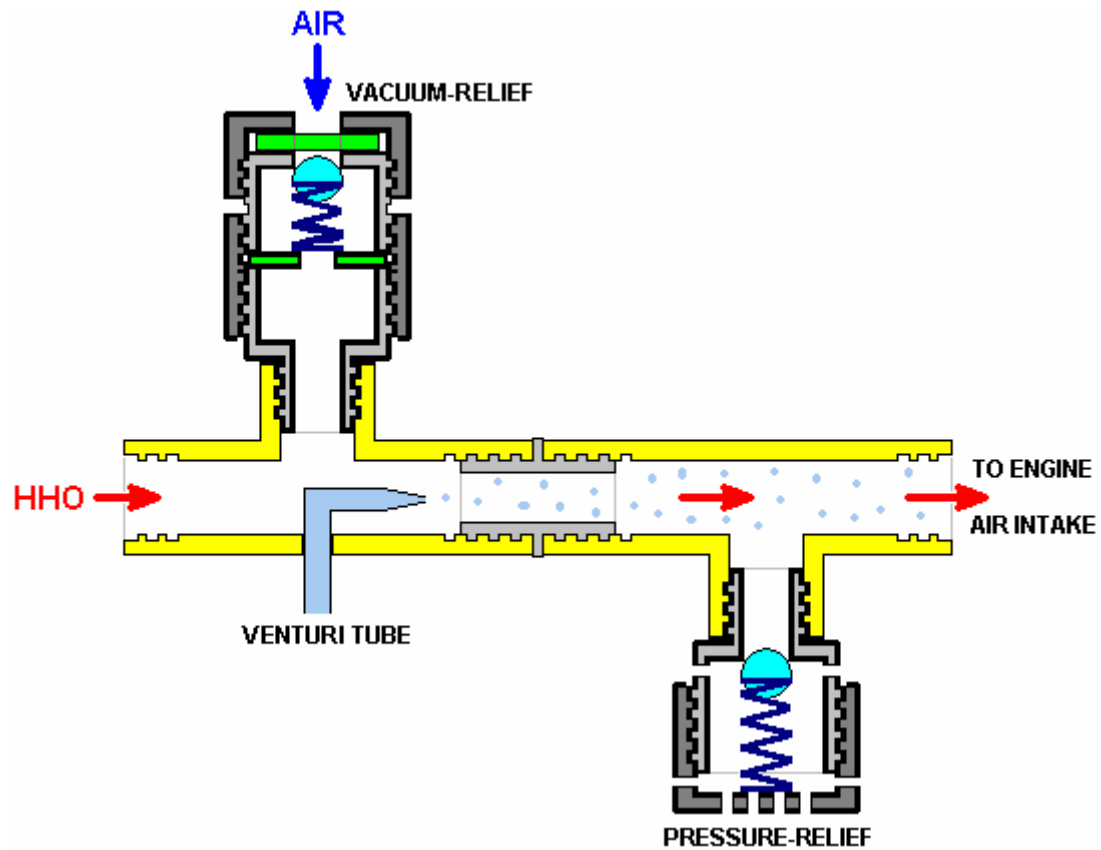 AIR
VACUUM-RELIEF
HHO
TO ENGINE
AIR INTAKE
VENTURI TUBE
PRESSURE-RELIEF